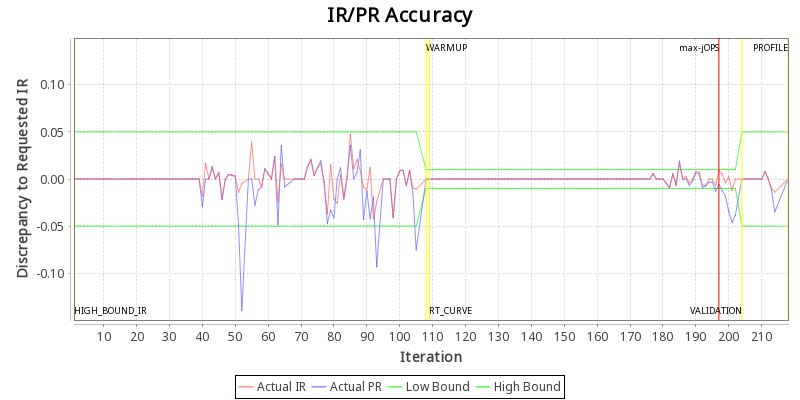 IR/PR Accuracy
WARMUP
max-jOPS
PROFILE
0.10
0.05
0.00
-0.05
-0.10
Discrepancy to Requested IR
HIGH_BOUND_IR
RT_CURVE
VALIDATION
10 20 30 40 50 60 70 80 90 100 110 120 130 140 150 160 170 180 190 200 210
Iteration
Actual IR
Actual PR
Low Bound
High Bound